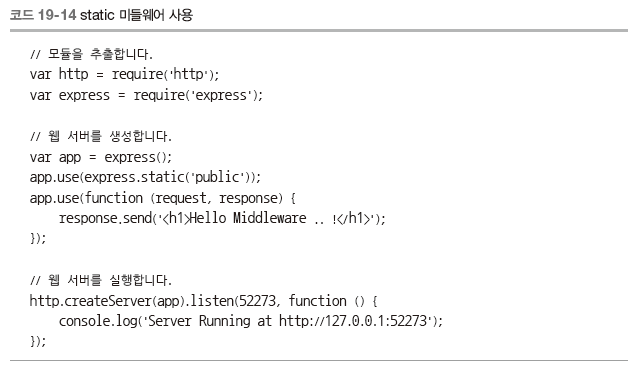 코드 19-14 static 미들웨어 사용
// 모듈을 추출합니다.
var http = require('http');
var express = require('express');
// 웹 서버를 생성합니다.
var app = express();
app.use(express.static('public'));
app.use(function (request, response) {
    response.send('<h1>Hello Middleware .. !</h1>');
});
// 웹 서버를 실행합니다.
http.createServer(app).listen(52273, function () {
    console.log('Server Running at http://127.0.0.1:52273');
});